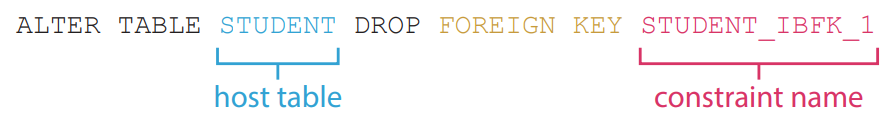 ALTER TABLE STUDENT DROP FOREIGN KEY STUDENT_IBFK_1
host table constraint name